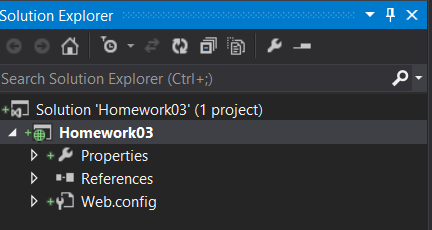 Solution Explorer
Search Solution Explorer (Ctrl+;)
Solution 'Homework03' (1 project)
Homework03
Properties
References
Web.config